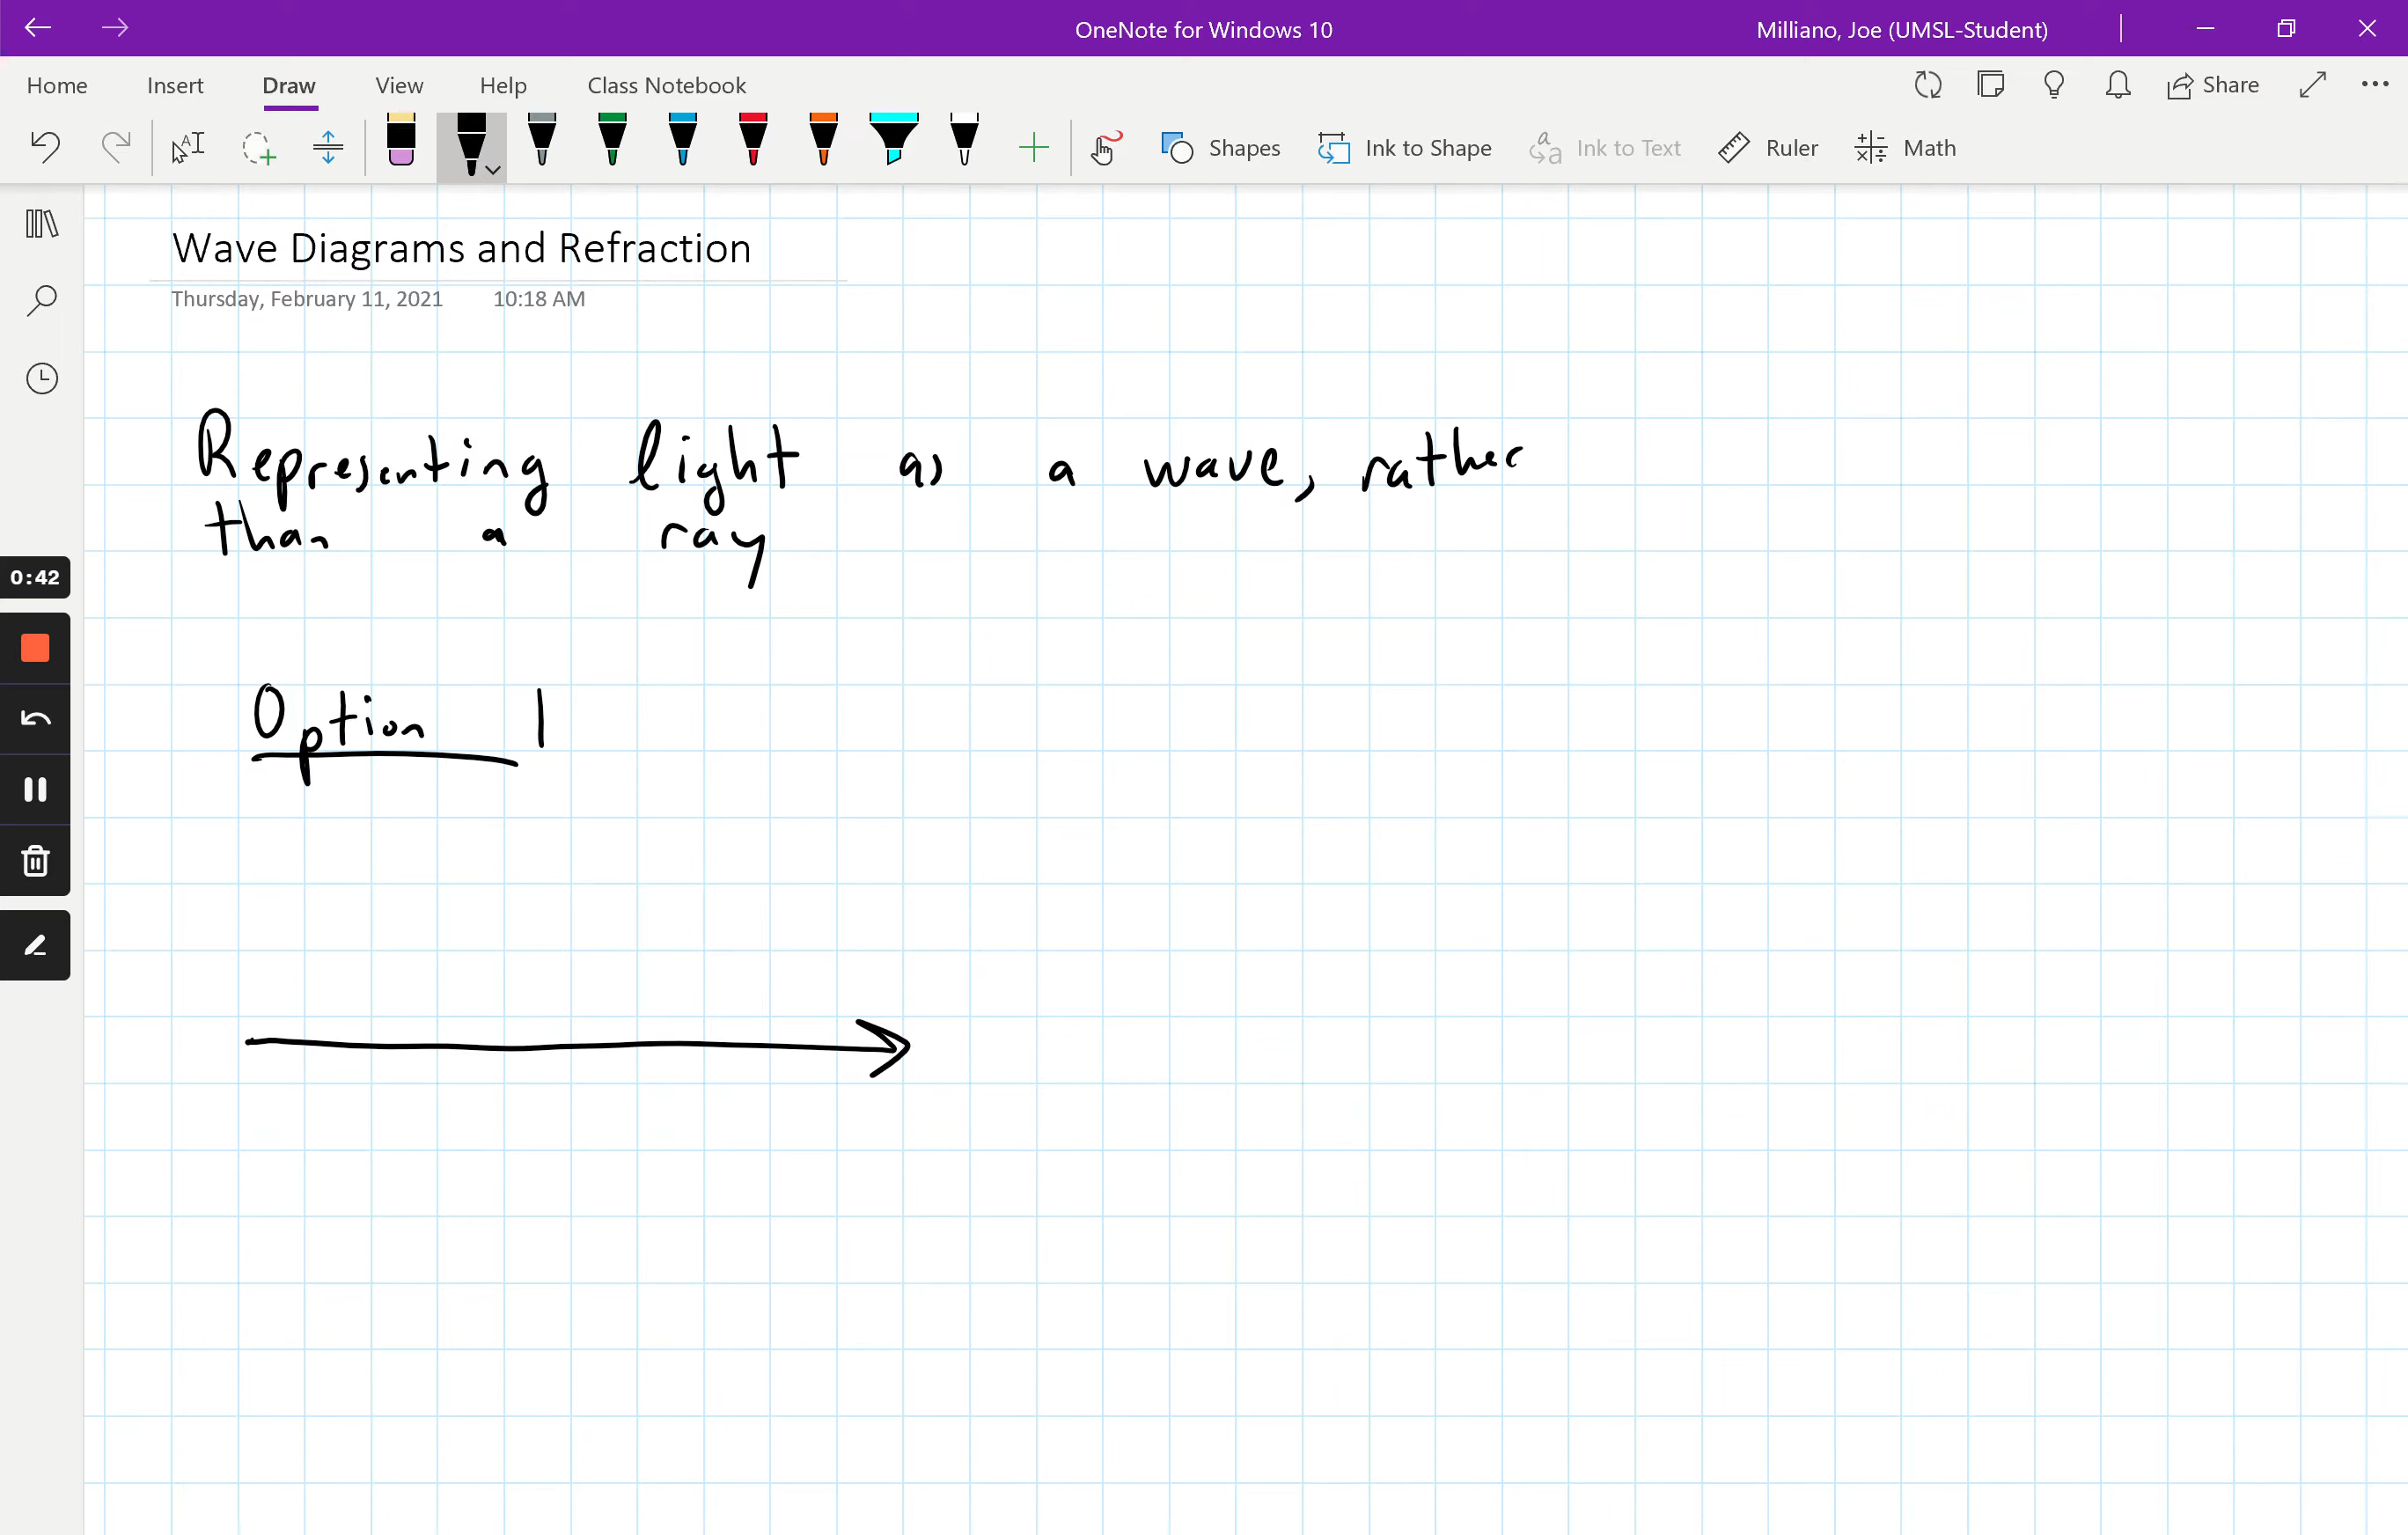 OneNote for Windows 10
Milliano, Joe (UMSL-Student)
Home Insert Draw View Help Class Notebook
Share
Shapes Ink to Shape Ink to Text Ruler Math
Wave Diagrams and Refraction
Thursday, February 11, 2021 10:18 AM
Representing light as a wave, rather
than a ray
0:42
Option 1